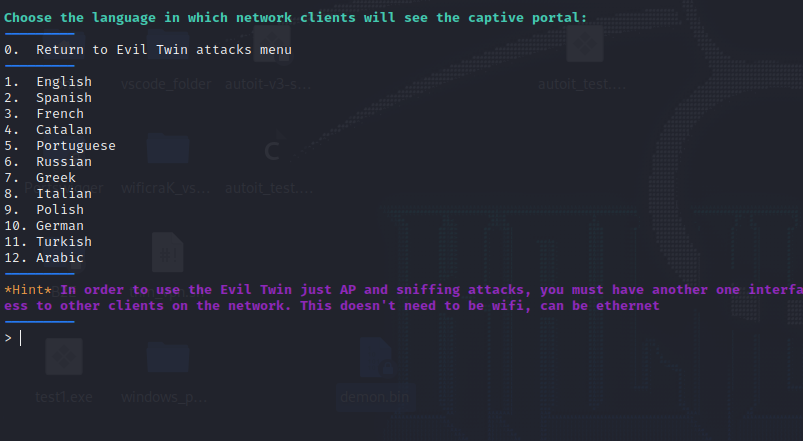 Choose the language in which network clients will see the captive portal:
0. Return to Evil Twin attacks menu
vscode_folder autoit-v3-s... autoit_test....
1. English
2. Spanish
3. French
4. Catalan
5. Portuguese
6. Russian
7. Greek
wificraK_vs... autoit_test....
8. Italian
9. Polish
10. German
11. Turkish
12. Arabic
*Hint* In order to use the Evil Twin just AP and sniffing attacks, you must have another one interfa
ess to other clients on the network. This doesn't need to be wifi, can be ethernet
>
test1.exe windows_p... demon.bin